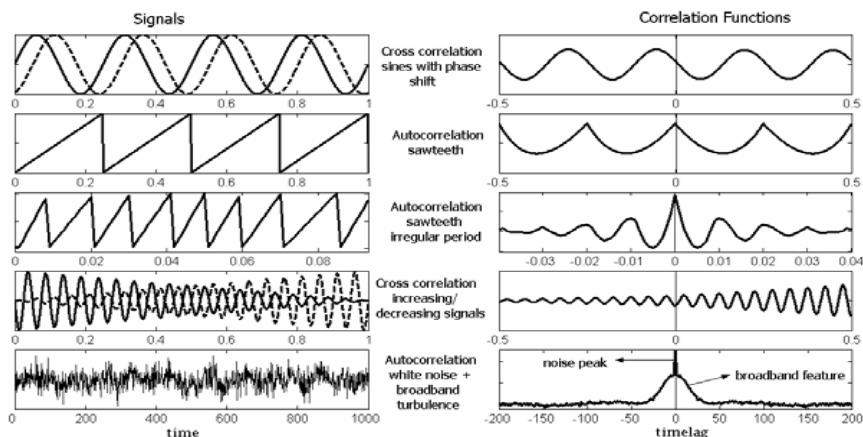 Signals
Correlation Functions
Cross correlation
sines with phase
shift
0 0.2 0.4 0.6 0.8 1
-0.5 0 0.5
Autocorrelation
sawteeth
0 0.2 0.4 0.6 0.8 1
-0.5 0 0.5
Autocorrelation
sawteeth
irregular period
0 0.02 0.04 0.06 0.08
-0.03 -0.02 -0.01 0 0.01 0.02 0.03 0.04
Cross correlation
increasing/
decreasing signals
0 0.2 0.4 0.6 0.8 1
-0.5 0 0.5
Autocorrelation
white noise +
broadband
turbulence
noise peak
broadband feature
0 200 400 600 800 1000
-200 -150 -100 -50 0 50 100 150 200
time
timelag